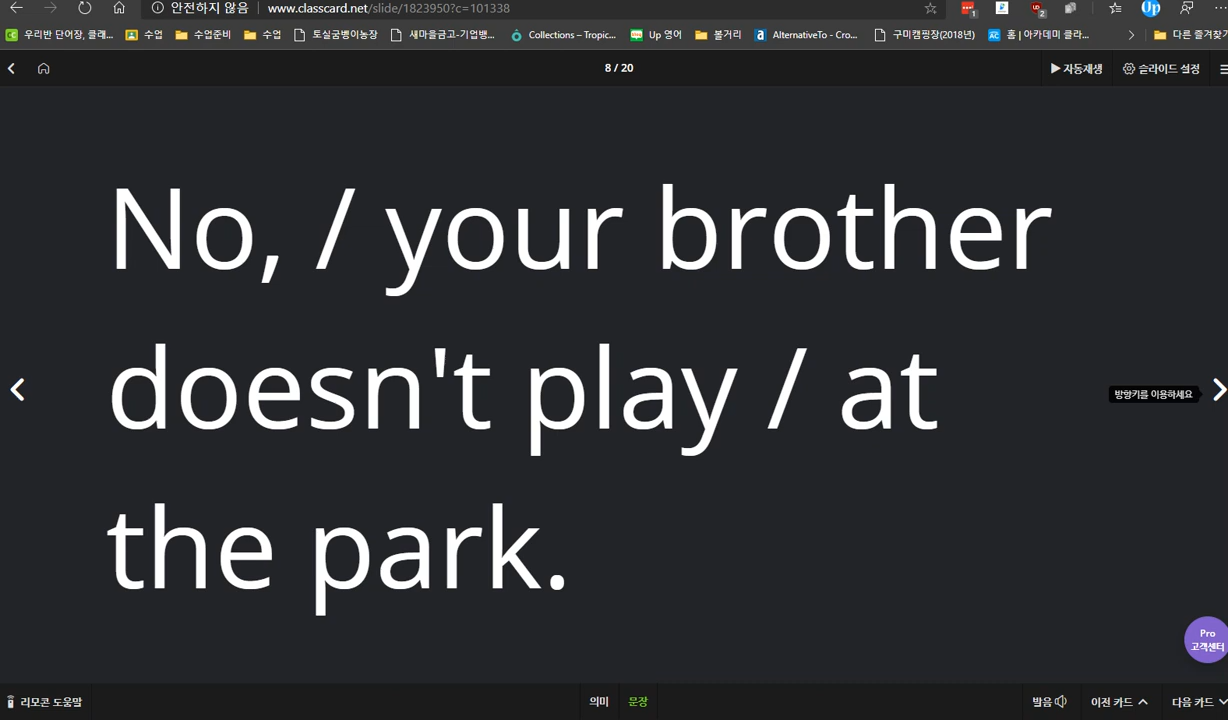 안전하지 않음 www.classcard.net/slide/1823950?c=101338
우리반 단어장, 클래... 수업 수업준비 수업 토실굼벵이농장 새마을금고-기업뱅... Collections – Tropic... Up 영어 볼거리 AlternativeTo - Cro... 구미캠핑장(2018년) 홈 | 아카데미 클라... 다른 즐겨찾기
8 / 20 자동재생 슬라이드 설정
No, / your brother
doesn't play / at
방향키를 이용하세요
the park.
Pro
고객센터
리모콘 도움말 의미 문장 발음 이전 카드 다음 카드